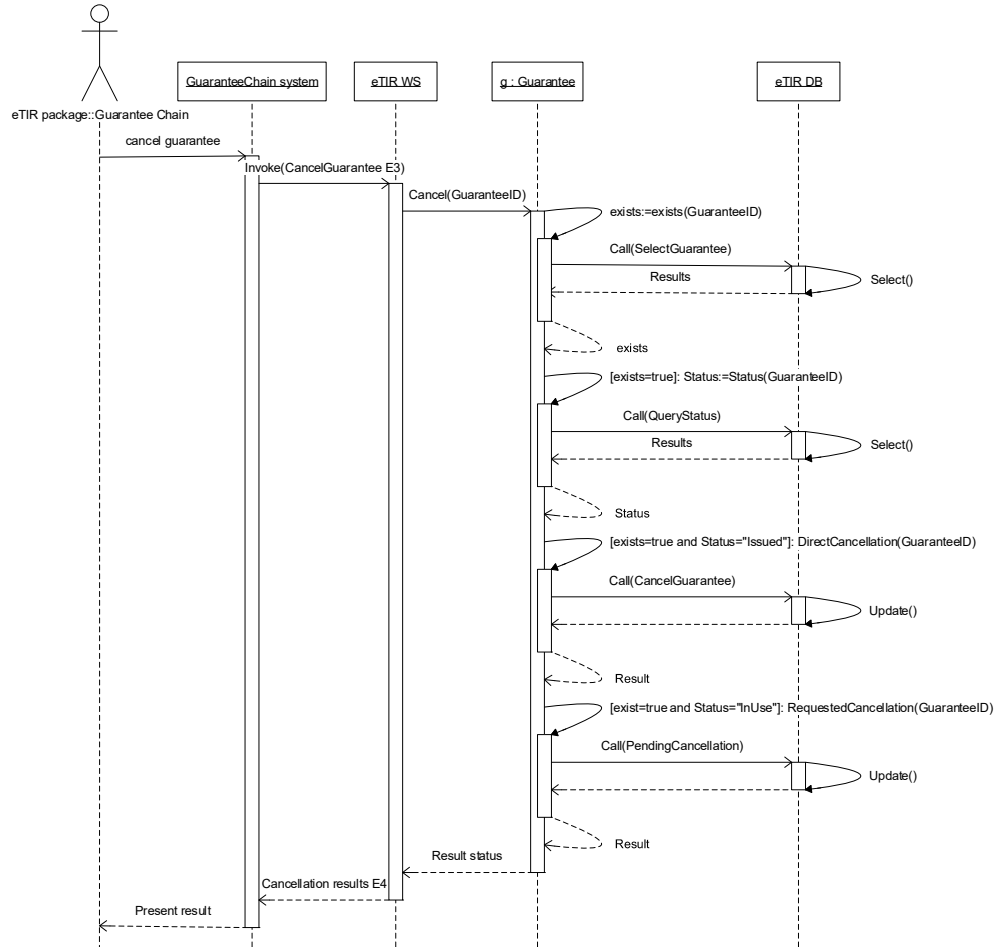 GuaranteeChain system
eTIR WS
g : Guarantee
eTIR DB
eTIR package::Guarantee Chain
cancel guarantee
Invoke(CancelGuarantee E3)
Cancel(GuaranteeID)
exists:=exists(GuaranteeID)
Call(SelectGuarantee)
Results
Select()
exists
[exists=true]: Status:=Status(GuaranteeID)
Call(QueryStatus)
Results
Select()
Status
[exists=true and Status="Issued"]: DirectCancellation(GuaranteeID)
Call(CancelGuarantee)
Update()
Result
[exist=true and Status="InUse"]: RequestedCancellation(GuaranteeID)
Call(PendingCancellation)
Update()
Result
Result status
Cancellation results E4
Present result